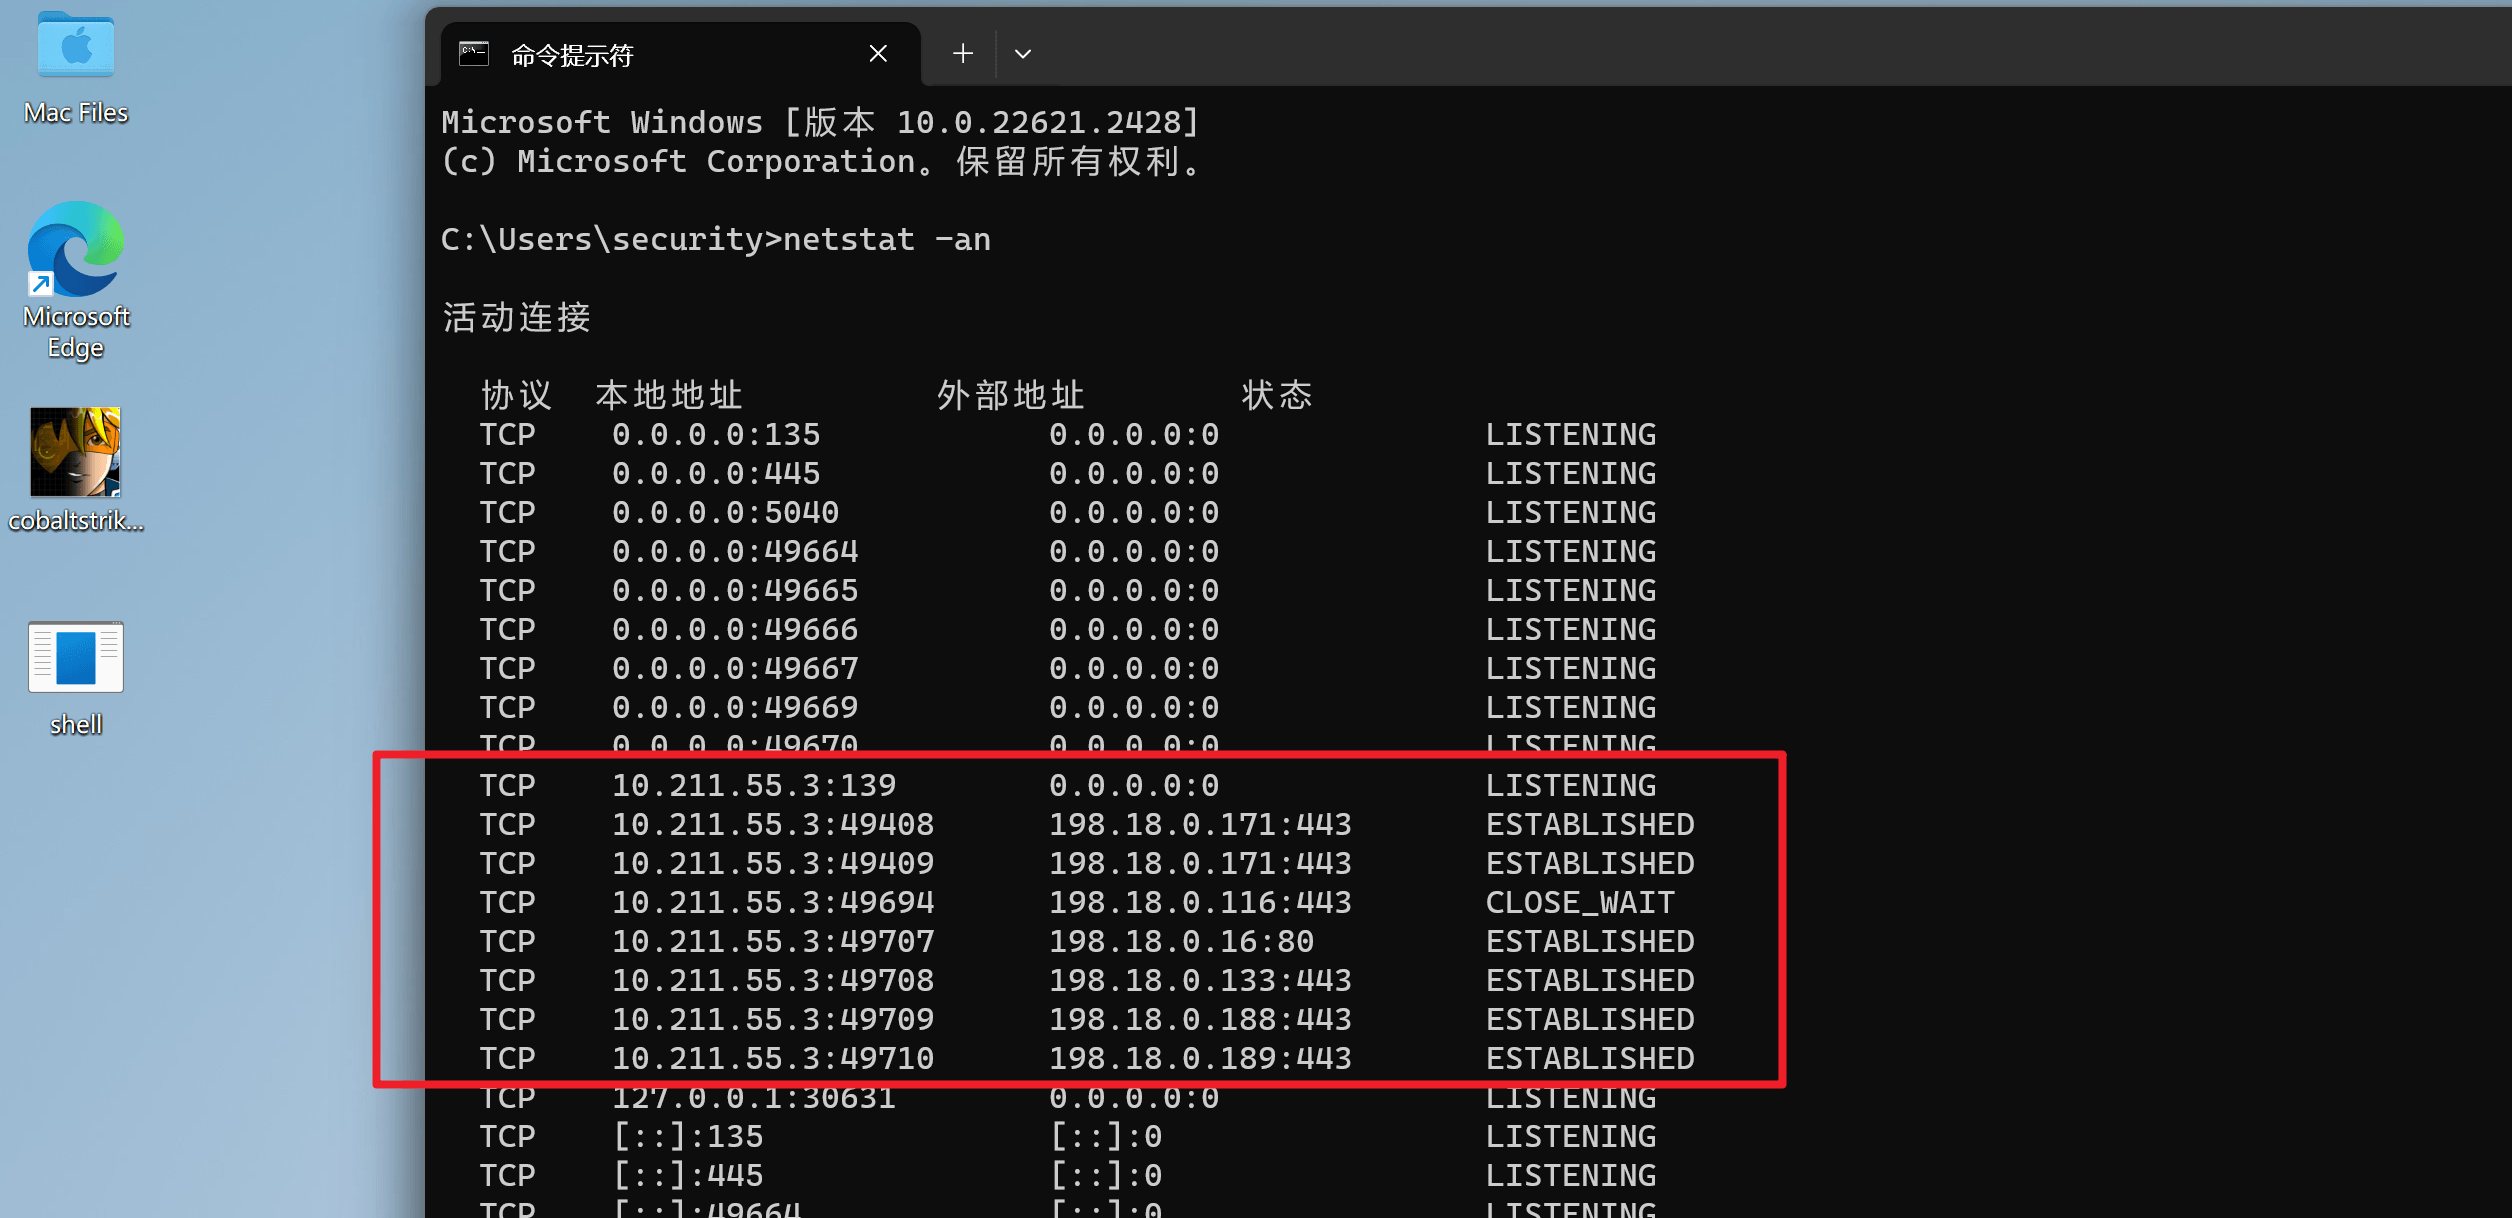 Mac Files
Microsoft
Edge
cobaltstrik...
shell
命令提示符
Microsoft Windows [版本 10.0.22621.2428]
(c) Microsoft Corporation。保留所有权利。
C:\Users\security>netstat -an
活动连接
协议 本地地址 外部地址 状态
TCP 0.0.0.0:135 0.0.0.0:0 LISTENING
TCP 0.0.0.0:445 0.0.0.0:0 LISTENING
TCP 0.0.0.0:5040 0.0.0.0:0 LISTENING
TCP 0.0.0.0:49664 0.0.0.0:0 LISTENING
TCP 0.0.0.0:49665 0.0.0.0:0 LISTENING
TCP 0.0.0.0:49666 0.0.0.0:0 LISTENING
TCP 0.0.0.0:49667 0.0.0.0:0 LISTENING
TCP 0.0.0.0:49669 0.0.0.0:0 LISTENING
TCP 0.0.0.0:49670 0.0.0.0:0 LISTENING
TCP 10.211.55.3:139 0.0.0.0:0 LISTENING
TCP 10.211.55.3:49408 198.18.0.171:443 ESTABLISHED
TCP 10.211.55.3:49409 198.18.0.171:443 ESTABLISHED
TCP 10.211.55.3:49694 198.18.0.116:443 CLOSE_WAIT
TCP 10.211.55.3:49707 198.18.0.16:80 ESTABLISHED
TCP 10.211.55.3:49708 198.18.0.133:443 ESTABLISHED
TCP 10.211.55.3:49709 198.18.0.188:443 ESTABLISHED
TCP 10.211.55.3:49710 198.18.0.189:443 ESTABLISHED
TCP 127.0.0.1:30631 0.0.0.0:0 LISTENING
TCP [::]:135 [::]:0 LISTENING
TCP [::]:445 [::]:0 LISTENING
TCP [::]:49664 [::]:0 LISTENING